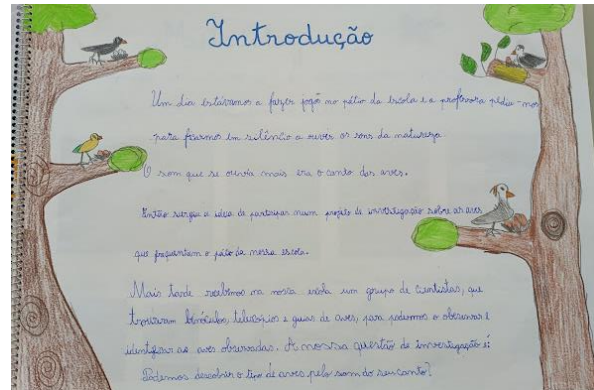 Introdução
Um dia estávamos a fazer jogo no pátio da escola e a professora pediu-nos
para ficarmos em silêncio a ouvir os sons da natureza
O som que se ouvia mais era o canto das aves.
Então surgiu a ideia de participar num projeto de investigação sobre as aves
que frequentam o pátio da nossa escola.
Mais tarde recebemos na nossa escola um grupo de cientistas, que
trouxeram binóculos, telescópios e guias de aves, para podermos o observar e
identificar as aves observadas. A nossa questão de investigação é:
Podemos descobrir o tipo de aves pelo som do seu canto?